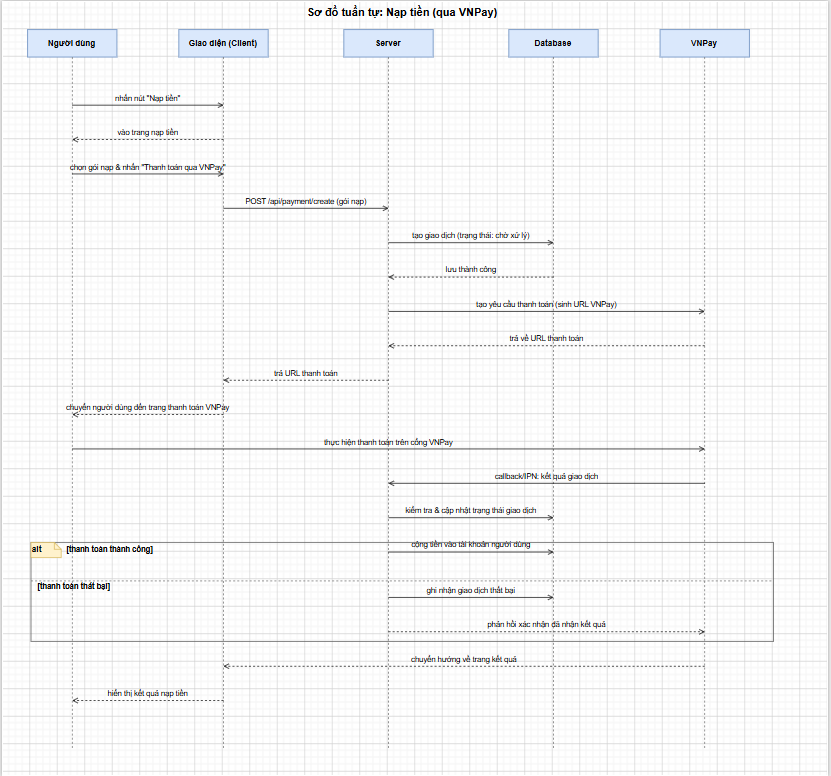 Sơ đồ tuần tự: Nạp tiền (qua VNPay)
Người dùng
Giao diện (Client)
Server
Database
VNPay
nhấn nút "Nạp tiền"
vào trang nạp tiền
chọn gói nạp & nhấn "Thanh toán qua VNPay"
POST /api/payment/create (gói nạp)
tạo giao dịch (trạng thái: chờ xử lý)
lưu thành công
tạo yêu cầu thanh toán (sinh URL VNPay)
trả về URL thanh toán
trả URL thanh toán
chuyển người dùng đến trang thanh toán VNPay
thực hiện thanh toán trên cổng VNPay
callback/IPN: kết quả giao dịch
kiểm tra & cập nhật trạng thái giao dịch
alt
[thanh toán thành công]
cộng tiền vào tài khoản người dùng
[thanh toán thất bại]
ghi nhận giao dịch thất bại
phản hồi xác nhận đã nhận kết quả
chuyển hướng về trang kết quả
hiển thị kết quả nạp tiền